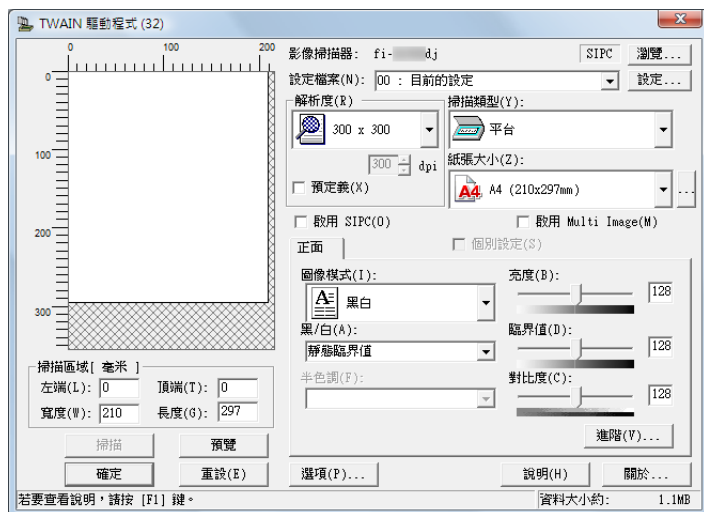 TWAIN 驅動程式 (32)
0 100 200
0
100
200
300
影像掃描器: fi- dj
SIPC
瀏覽...
設定檔案(N): 00 : 目前的設定
設定...
解析度(R)
300 x 300
300 dpi
預定義(X)
掃描類型(Y):
平台
紙張大小(Z):
A4 A4 (210x297mm)
...
啟用 SIPC(O)
啟用 Multi Image(M)
正面
個別設定(S)
圖像模式(I):
黑白
黑/白(A):
靜態臨界值
半色調(F):
亮度(B):
128
臨界值(D):
128
對比度(C):
128
進階(V)...
掃描區域[ 毫米 ]
左端(L): 0 頂端(T): 0
寬度(W): 210 長度(G): 297
掃描 預覽
確定 重設(E)
選項(P)...
說明(H)
關於...
若要查看說明，請按 [F1] 鍵。
資料大小約: 1.1MB